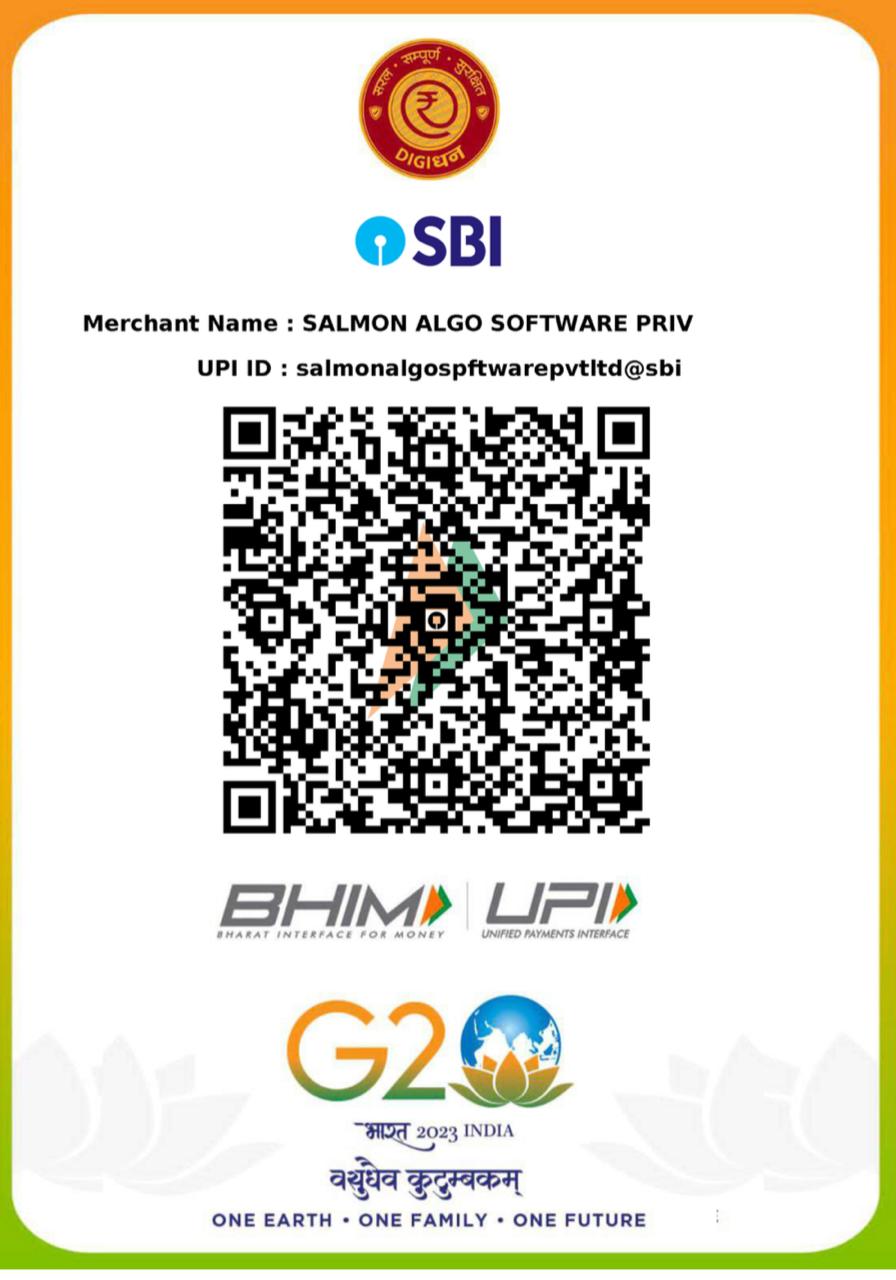 सरल • सम्पूर्ण • सुरक्षित
DIGIधन
SBI
Merchant Name : SALMON ALGO SOFTWARE PRIV
UPI ID : salmonalgospftwarepvtltd@sbi
BHIM UPI
BHARAT INTERFACE FOR MONEY UNIFIED PAYMENTS INTERFACE
G20
भारत 2023 INDIA
वसुधैव कुटुम्बकम्
ONE EARTH • ONE FAMILY • ONE FUTURE